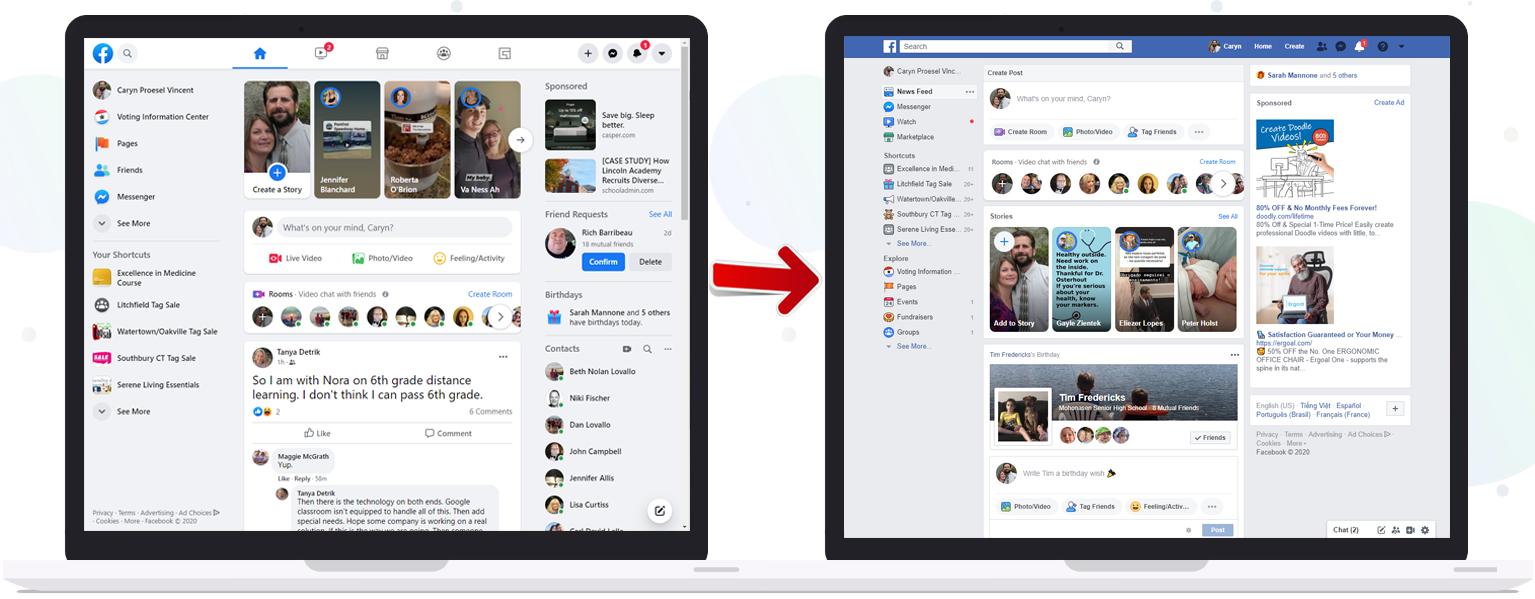 2
1
Caryn Proesel Vincent
Voting Information Center
Pages
Friends
Messenger
See More
Your Shortcuts
Excellence in Medicine
Course
Litchfield Tag Sale
Watertown/Oakville Tag Sale
SALE
Southbury CT Tag Sale
Serene Living Essentials
See More
Privacy · Terms · Advertising · Ad Choices
· Cookies · More · Facebook © 2020
Create a Story
Jennifer
Blanchard
Roberta
O'Brion
My baby
Va Ness Ah
What's on your mind, Caryn?
Live Video
Photo/Video
Feeling/Activity
Rooms · Video chat with friends
Create Room
Tanya Detrik
1h ·
So I am with Nora on 6th grade distance
learning. I don't think I can pass 6th grade.
2
6 Comments
Like
Comment
Maggie McGrath
Yup.
Like · Reply · 58m
Tanya Detrik
Then there is the technology on both ends. Google
classroom isn't equipped to handle all of this. Then add
special needs. Hope some company is working on a real
Sponsored
Save big. Sleep
better.
casper.com
[CASE STUDY] How
Lincoln Academy
Recruits Diverse...
schooladmin.com
Friend Requests
See All
Rich Barribeau
2d
18 mutual friends
Confirm
Delete
Birthdays
Sarah Mannone and 5 others
have birthdays today.
Contacts
Beth Nolan Lovallo
Niki Fischer
Dan Lovallo
John Campbell
Jennifer Allis
Lisa Curtiss
Search
Caryn
Home
Create
1
Caryn Proesel Vinc...
News Feed
Messenger
Watch
Marketplace
Shortcuts
Excellence in Medi... 11
Litchfield Tag Sale 20+
Watertown/Oakvill... 20+
Southbury CT Tag ... 20+
Serene Living Esse... 20+
See More...
Explore
Voting Information ...
Pages
Events 1
Fundraisers 1
Groups 1
See More...
Create Post
What's on your mind, Caryn?
Create Room
Photo/Video
Tag Friends
Rooms · Video chat with friends
Create Room
Stories
See All
Add to Story
Healthy outside.
Need work on
the inside.
Thankful for Dr.
Osterhout
If you're serious
about your
health, know
your markers.
Gayle Zientek
Eliezer Lopes
Peter Holst
Tim Fredericks's Birthday
Tim Fredericks
Mohonasen Senior High School · 8 Mutual Friends
Friends
Write Tim a birthday wish
Photo/Video
Tag Friends
Feeling/Activ...
Post
Sarah Mannone and 5 others
Sponsored
Create Ad
Create Doodle
Videos!
80% OFF & No Monthly Fees Forever!
doodly.com/lifetime
80% Off & Special 1-Time Price! Easily create
professional Doodle videos with little, to...
Ergoal
Satisfaction Guaranteed or Your Money ...
https://ergoal.com/
50% OFF the No. One ERGONOMIC
OFFICE CHAIR - Ergoal One - supports the
spine in its nat...
English (US) · Tiếng Việt · Español ·
Português (Brasil) · Français (France)
Privacy · Terms · Advertising · Ad Choices ·
Cookies · More
Facebook © 2020
Chat (2)